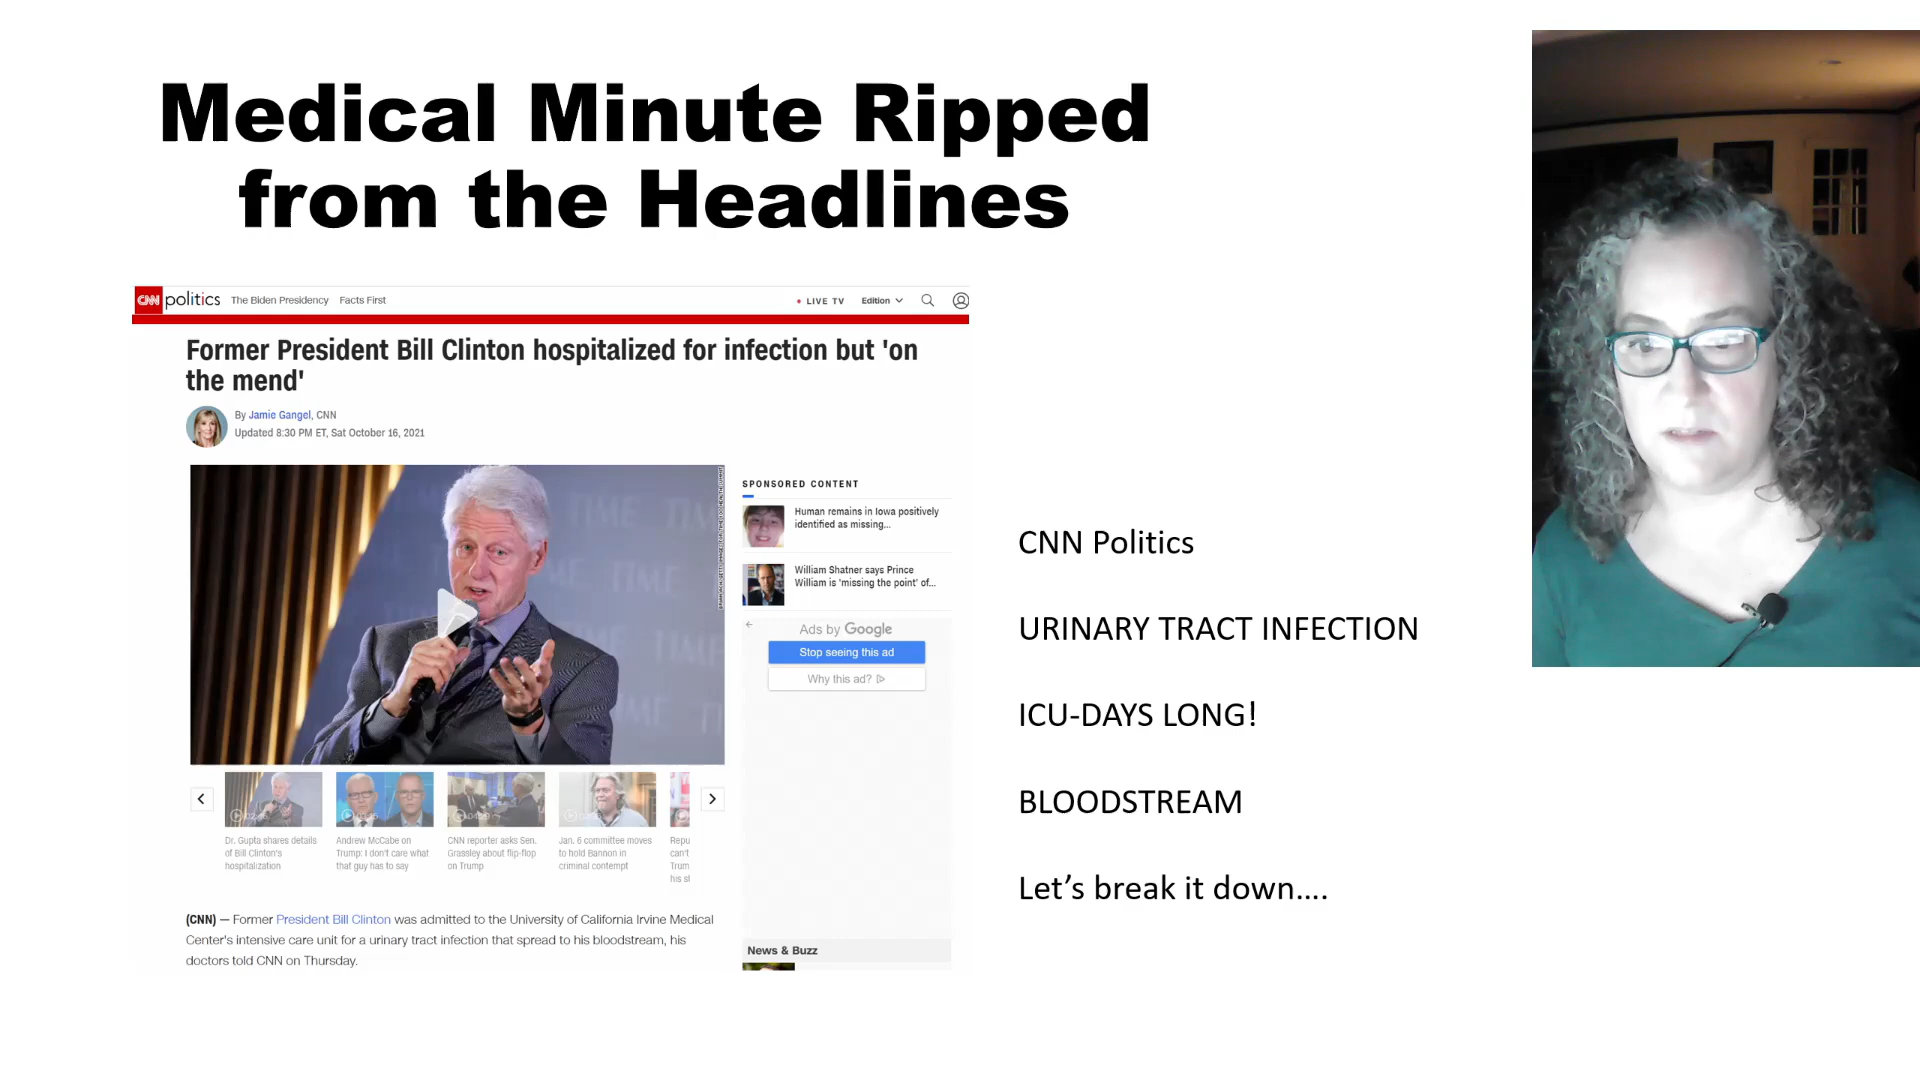 Medical Minute Ripped
from the Headlines
CNN politics The Biden Presidency Facts First
LIVE TV Edition
Former President Bill Clinton hospitalized for infection but 'on
the mend'
By Jamie Gangel, CNN
Updated 8:30 PM ET, Sat October 16, 2021
TIME
SPONSORED CONTENT
Human remains in Iowa positively
identified as missing...
William Shatner says Prince
William is 'missing the point' of...
Ads by Google
Stop seeing this ad
Why this ad?
Dr. Gupta shares details
of Bill Clinton's
hospitalization
Andrew McCabe on
Trump: I don't care what
that guy has to say
CNN reporter asks Sen.
Grassley about flip-flop
on Trump
Jan. 6 committee moves
to hold Bannon in
criminal contempt
Repu
can't
Trum
his st
(CNN) — Former President Bill Clinton was admitted to the University of California Irvine Medical
Center's intensive care unit for a urinary tract infection that spread to his bloodstream, his
doctors told CNN on Thursday.
News & Buzz
CNN Politics
URINARY TRACT INFECTION
ICU-DAYS LONG!
BLOODSTREAM
Let's break it down....